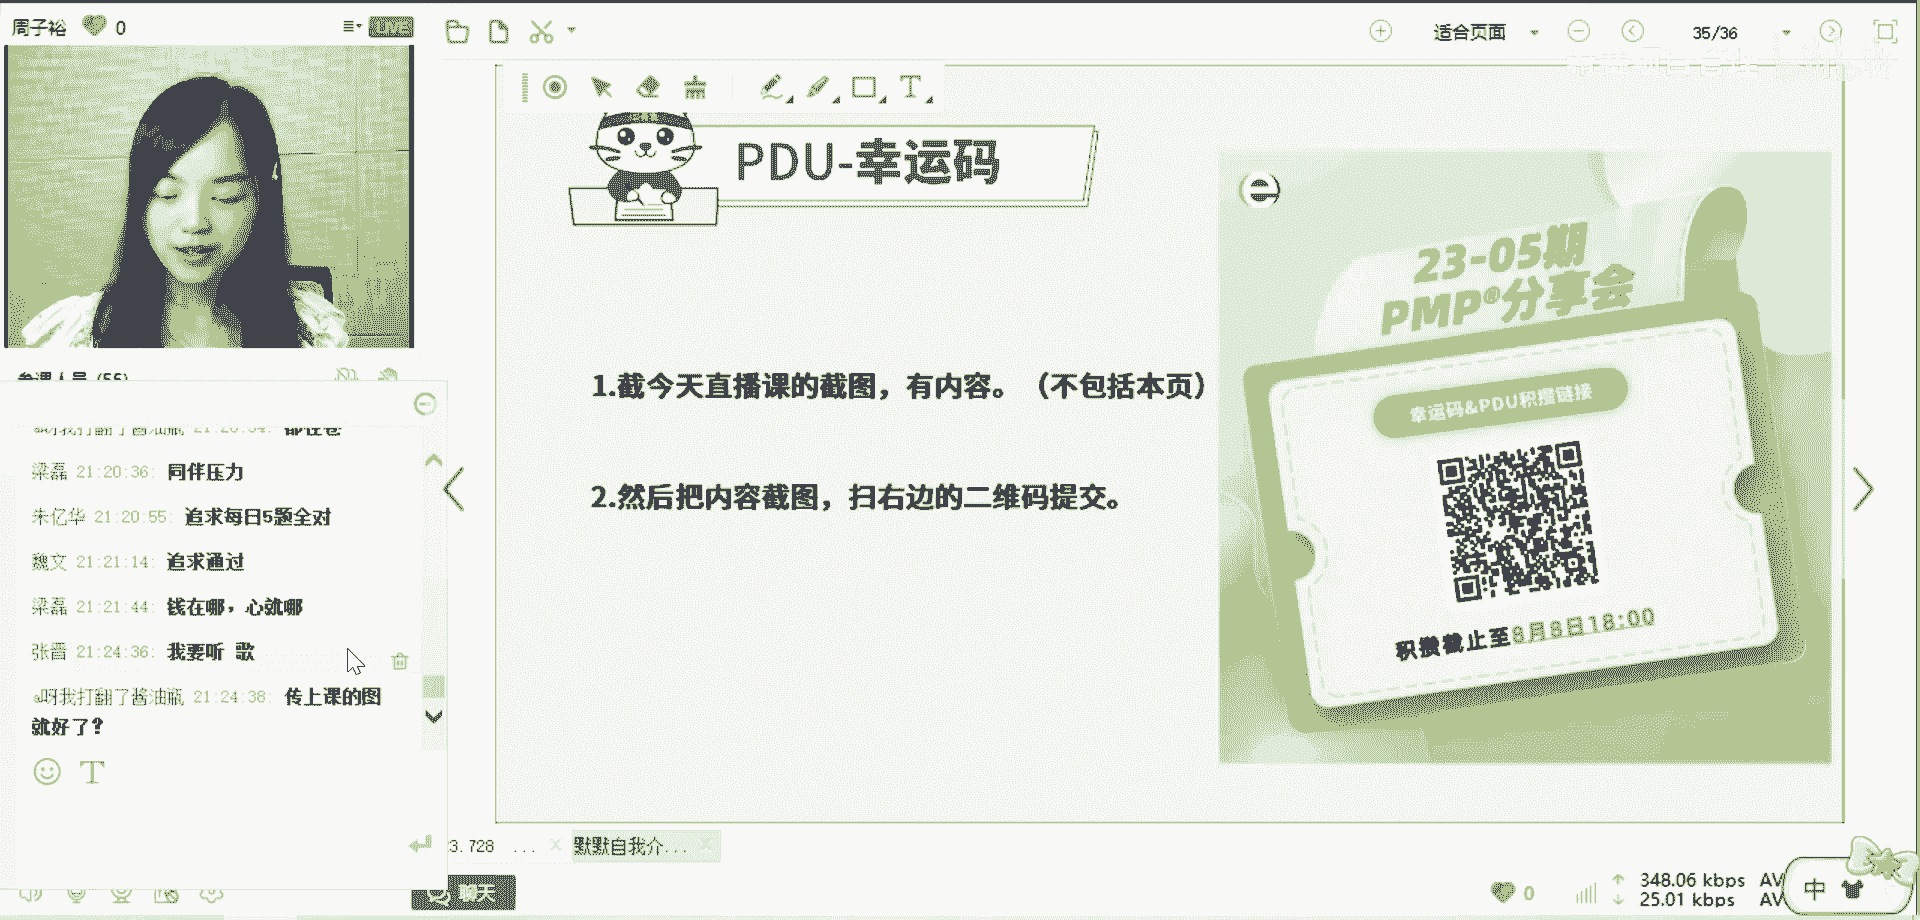 周子裕 0
LIVE
适合页面
35/36
PDU-幸运码
23-05期
PMP®分享会
幸运码&PDU积攒链接
积攒截止至8月8日18:00
1.截今天直播课的截图，有内容。（不包括本页）
2.然后把内容截图，扫右边的二维码提交。
参课人员 (55)
a呀我打翻了酱油瓶 21:20:34: 都在卷
梁磊 21:20:36: 同伴压力
朱亿华 21:20:55: 追求每日5题全对
魏文 21:21:14: 追求通过
梁磊 21:21:44: 钱在哪，心就哪
张晋 21:24:36: 我要听 歌
a呀我打翻了酱油瓶 21:24:38: 传上课的图
就好了？
3.728 ...
默默自我介...
聊天
0
348.06 kbps
25.01 kbps
中